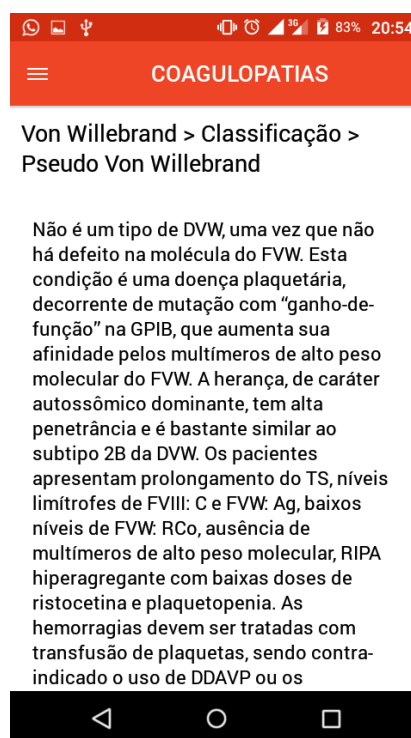 3G 83% 20:54
COAGULOPATIAS
Von Willebrand > Classificação >
Pseudo Von Willebrand
Não é um tipo de DVW, uma vez que não
há defeito na molécula do FVW. Esta
condição é uma doença plaquetária,
decorrente de mutação com “ganho-de-
função” na GPIB, que aumenta sua
afinidade pelos multímeros de alto peso
molecular do FVW. A herança, de caráter
autossômico dominante, tem alta
penetrância e é bastante similar ao
subtipo 2B da DVW. Os pacientes
apresentam prolongamento do TS, níveis
limítrofes de FVIII: C e FVW: Ag, baixos
níveis de FVW: RCo, ausência de
multímeros de alto peso molecular, RIPA
hiperagregante com baixas doses de
ristocetina e plaquetopenia. As
hemorragias devem ser tratadas com
transfusão de plaquetas, sendo contra-
indicado o uso de DDAVP ou os